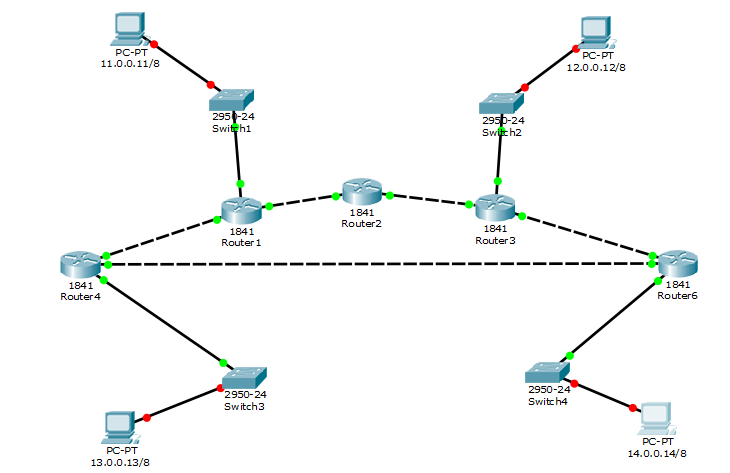 PC-PT
11.0.0.11/8
PC-PT
12.0.0.12/8
2950-24
Switch1
2950-24
Switch2
1841
Router1
1841
Router2
1841
Router3
1841
Router4
1841
Router6
2950-24
Switch3
2950-24
Switch4
PC-PT
13.0.0.13/8
PC-PT
14.0.0.14/8